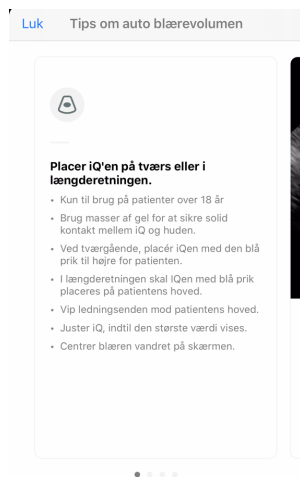 Luk Tips om auto blærevolumen
Placer iQ'en på tværs eller i
længderetningen.
• Kun til brug på patienter over 18 år
• Brug masser af gel for at sikre solid
kontakt mellem iQ og huden.
• Ved tværgående, placér iQen med den blå
prik til højre for patienten.
• I længderetningen skal IQen med blå prik
placeres på patientens hoved.
• Vip ledningsenden mod patientens hoved.
• Juster iQ, indtil den største værdi vises.
• Centrer blæren vandret på skærmen.